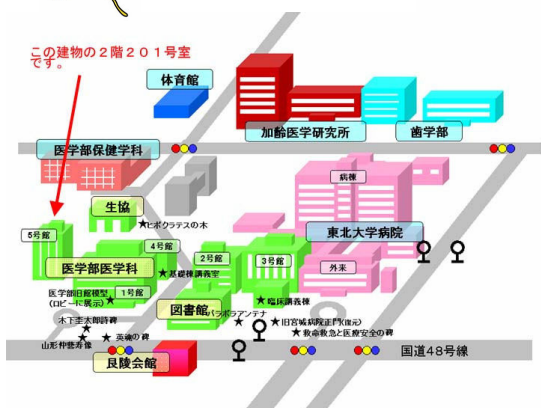 この建物の２階２０１号室
です。
体育館
加齢医学研究所
歯学部
医学部保健学科
病棟
生協
★ヒポクラテスの木
5号館
東北大学病院
4号館
2号館
3号館
医学部医学科
★基礎棟講義室
外来
医学部旧館模型
(ロビーに展示)★
1号館
図書館
★臨床講義棟
パラボラアンテナ
★
木下杢太郎詩碑
★
★旧宮城病院正門(復元)
★救命救急と医療安全の碑
★
山形仲藝寿像
★
英魂の碑
艮陵会館
国道48号線